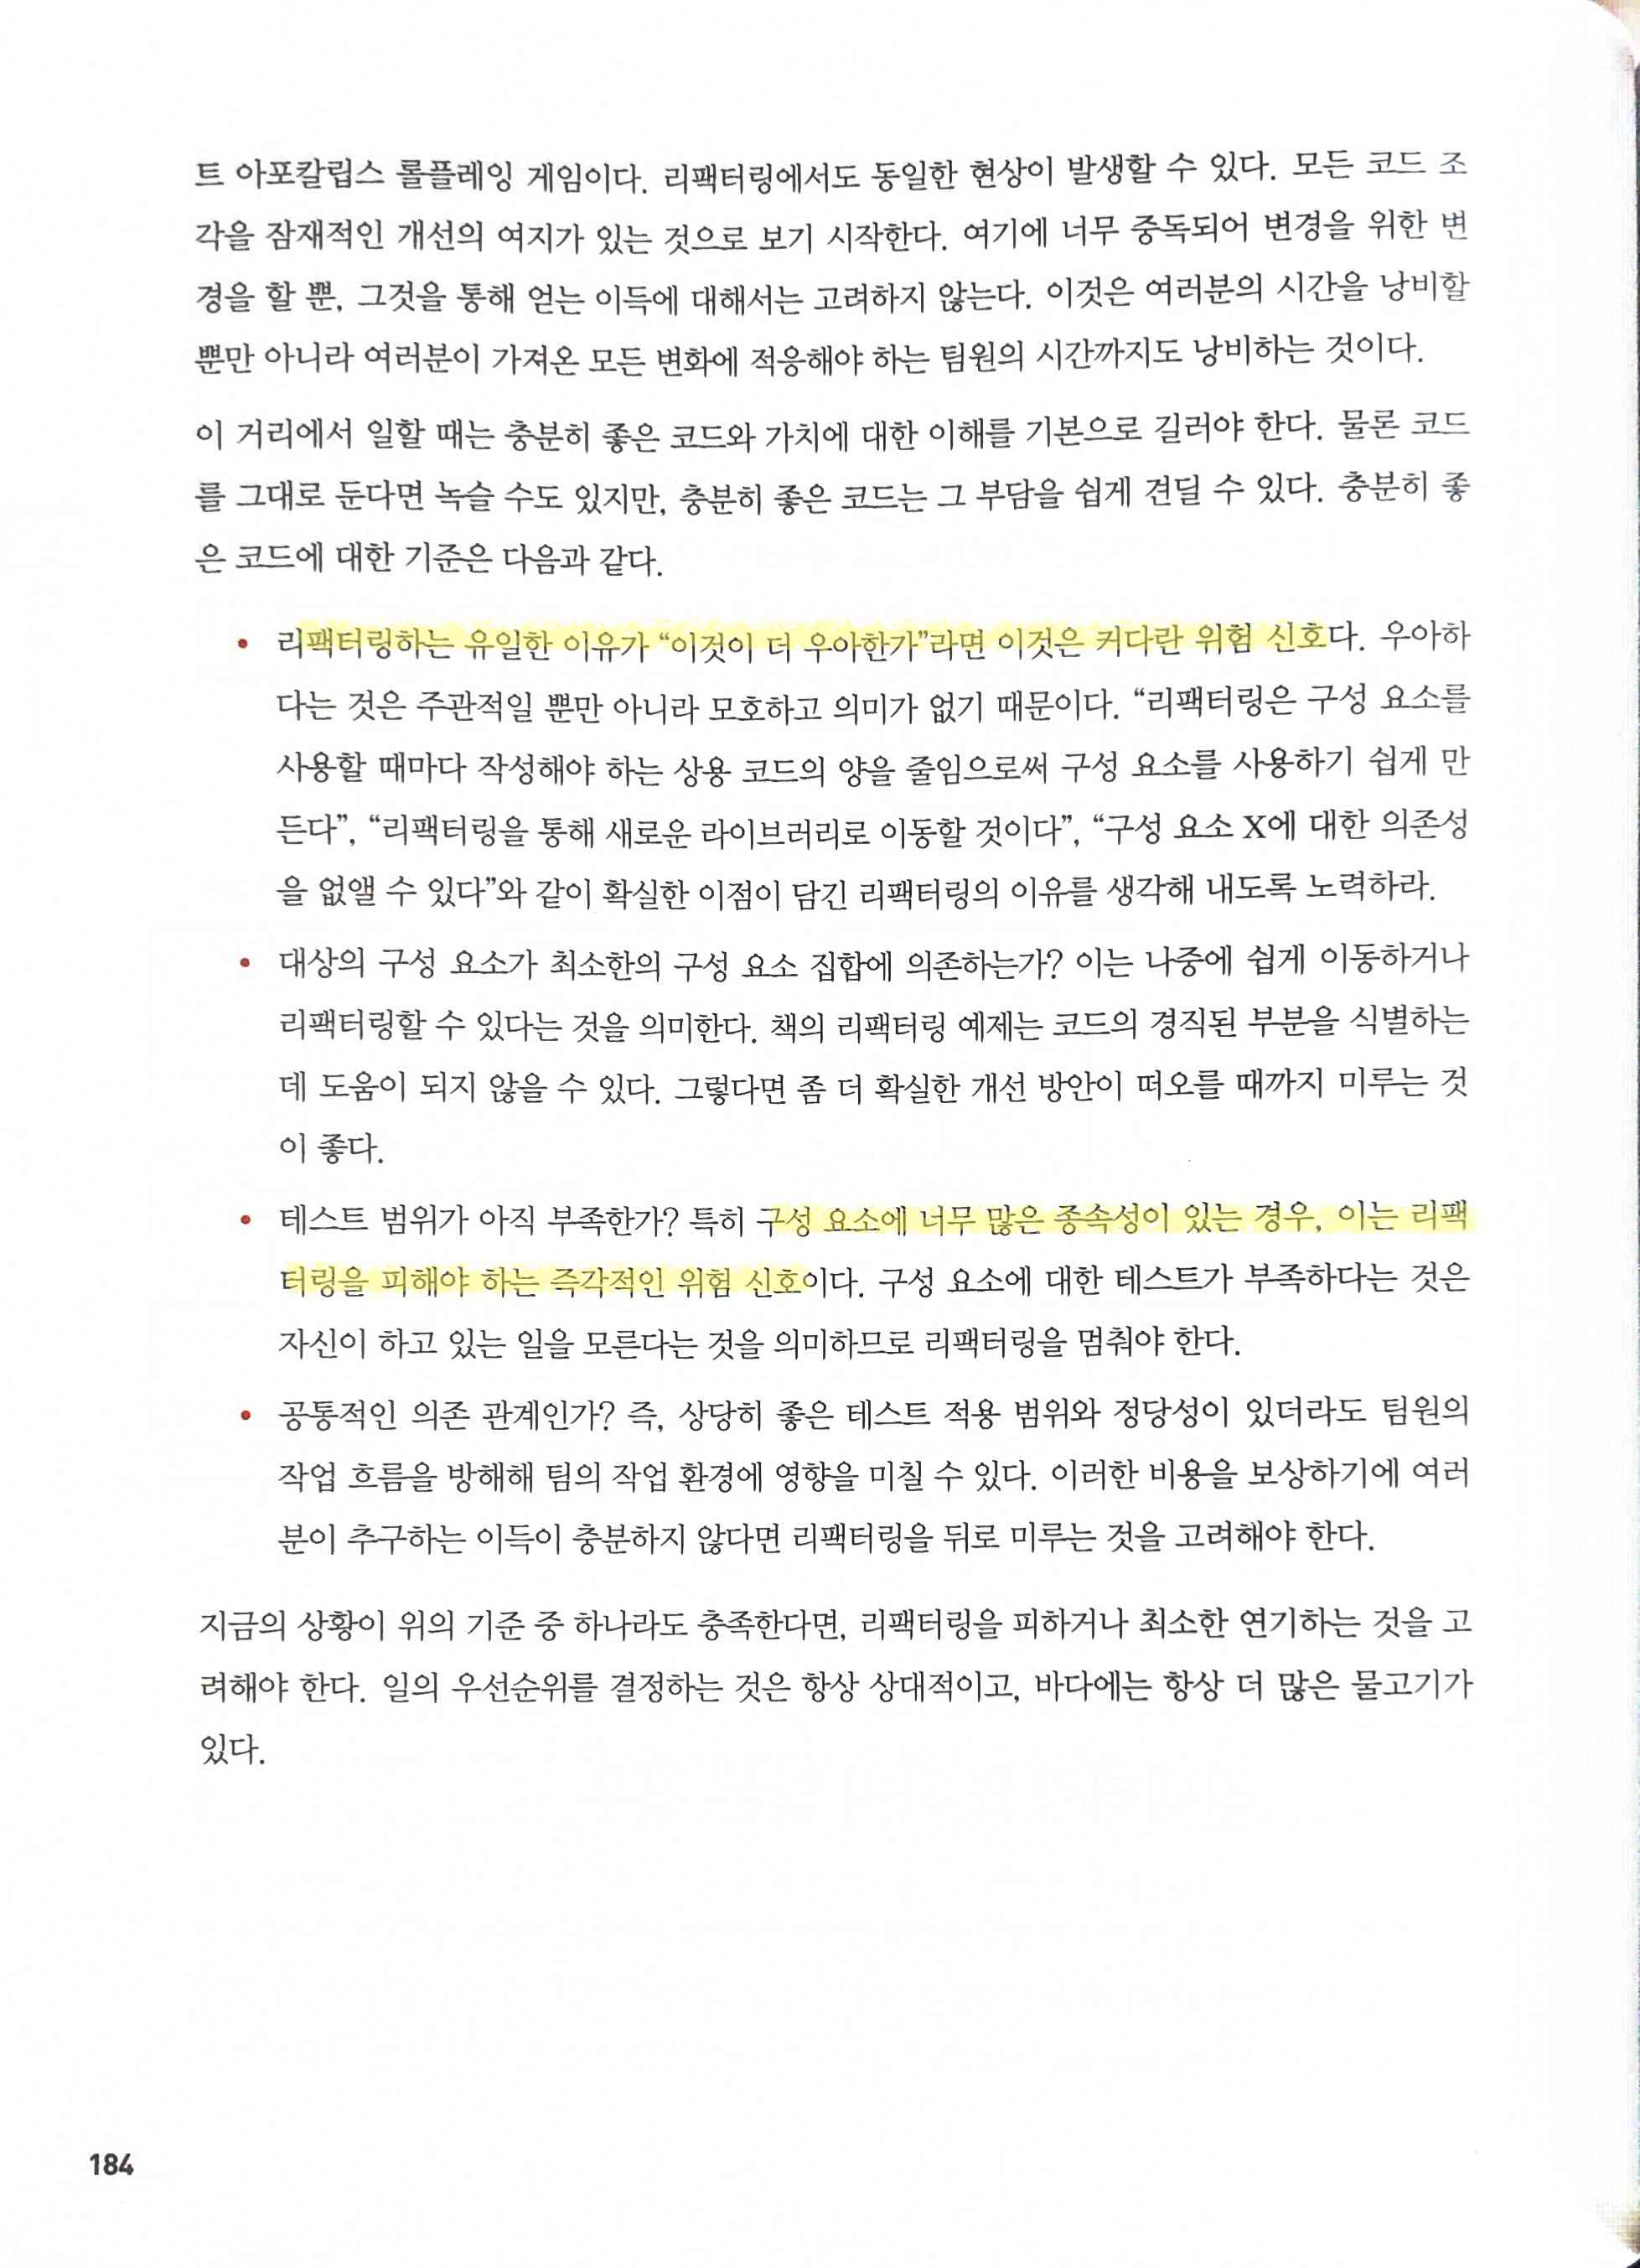 트 아포칼립스 롤플레잉 게임이다. 리팩터링에서도 동일한 현상이 발생할 수 있다. 모든 코드 조
각을 잠재적인 개선의 여지가 있는 것으로 보기 시작한다. 여기에 너무 중독되어 변경을 위한 변
경을 할 뿐, 그것을 통해 얻는 이득에 대해서는 고려하지 않는다. 이것은 여러분의 시간을 낭비할
뿐만 아니라 여러분이 가져온 모든 변화에 적응해야 하는 팀원의 시간까지도 낭비하는 것이다.
이 거리에서 일할 때는 충분히 좋은 코드와 가치에 대한 이해를 기본으로 길러야 한다. 물론 코드
를 그대로 둔다면 녹슬 수도 있지만, 충분히 좋은 코드는 그 부담을 쉽게 견딜 수 있다. 충분히 좋
은 코드에 대한 기준은 다음과 같다.
• 리팩터링하는 유일한 이유가 “이것이 더 우아한가”라면 이것은 커다란 위험 신호다. 우아하
다는 것은 주관적일 뿐만 아니라 모호하고 의미가 없기 때문이다. “리팩터링은 구성 요소를
사용할 때마다 작성해야 하는 상용 코드의 양을 줄임으로써 구성 요소를 사용하기 쉽게 만
든다”, “리팩터링을 통해 새로운 라이브러리로 이동할 것이다”, “구성 요소 X에 대한 의존성
을 없앨 수 있다”와 같이 확실한 이점이 담긴 리팩터링의 이유를 생각해 내도록 노력하라.
• 대상의 구성 요소가 최소한의 구성 요소 집합에 의존하는가? 이는 나중에 쉽게 이동하거나
리팩터링할 수 있다는 것을 의미한다. 책의 리팩터링 예제는 코드의 경직된 부분을 식별하는
데 도움이 되지 않을 수 있다. 그렇다면 좀 더 확실한 개선 방안이 떠오를 때까지 미루는 것
이 좋다.
• 테스트 범위가 아직 부족한가? 특히 구성 요소에 너무 많은 종속성이 있는 경우, 이는 리팩
터링을 피해야 하는 즉각적인 위험 신호이다. 구성 요소에 대한 테스트가 부족하다는 것은
자신이 하고 있는 일을 모른다는 것을 의미하므로 리팩터링을 멈춰야 한다.
• 공통적인 의존 관계인가? 즉, 상당히 좋은 테스트 적용 범위와 정당성이 있더라도 팀원의
작업 흐름을 방해해 팀의 작업 환경에 영향을 미칠 수 있다. 이러한 비용을 보상하기에 여러
분이 추구하는 이득이 충분하지 않다면 리팩터링을 뒤로 미루는 것을 고려해야 한다.
지금의 상황이 위의 기준 중 하나라도 충족한다면, 리팩터링을 피하거나 최소한 연기하는 것을 고
려해야 한다. 일의 우선순위를 결정하는 것은 항상 상대적이고, 바다에는 항상 더 많은 물고기가
있다.
184